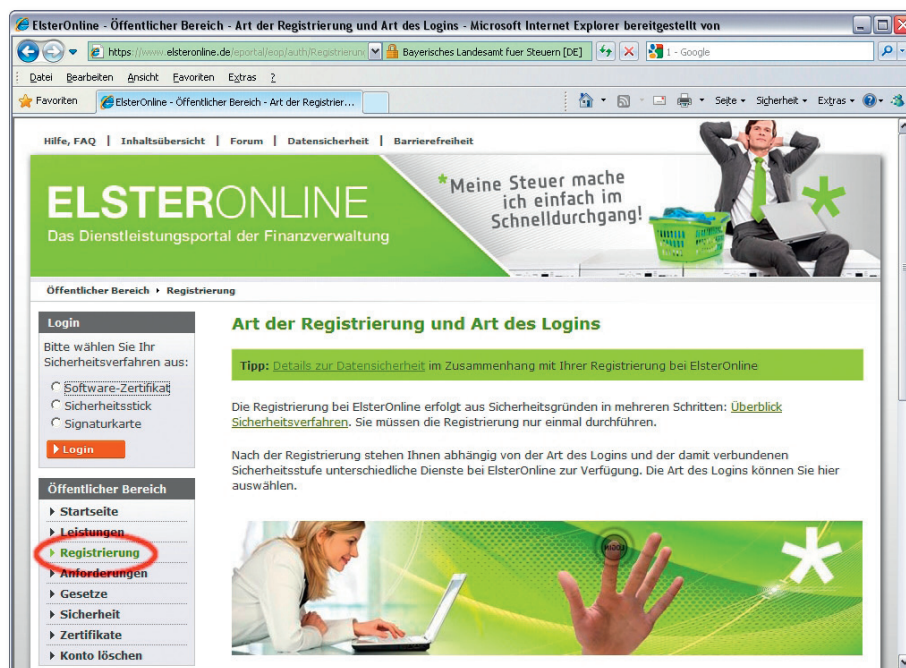 ElsterOnline - Öffentlicher Bereich - Art der Registrierung und Art des Logins - Microsoft Internet Explorer bereitgestellt von
https://www.elsteronline.de/eportal/eop/auth/Registrierung
Bayerisches Landesamt fuer Steuern [DE]
1 - Google
Datei Bearbeiten Ansicht Favoriten Extras ?
Favoriten
ElsterOnline - Öffentlicher Bereich - Art der Registrier...
Seite Sicherheit Extras
Hilfe, FAQ | Inhaltsübersicht | Forum | Datensicherheit | Barrierefreiheit
ELSTERONLINE
Das Dienstleistungsportal der Finanzverwaltung
*Meine Steuer mache
ich einfach im
Schnelldurchgang!
Öffentlicher Bereich Registrierung
Login
Bitte wählen Sie Ihr
Sicherheitsverfahren aus:
Software-Zertifikat
Sicherheitsstick
Signaturkarte
Login
Öffentlicher Bereich
Startseite
Leistungen
Registrierung
Anforderungen
Gesetze
Sicherheit
Zertifikate
Konto löschen
Art der Registrierung und Art des Logins
Tipp: Details zur Datensicherheit im Zusammenhang mit Ihrer Registrierung bei ElsterOnline
Die Registrierung bei ElsterOnline erfolgt aus Sicherheitsgründen in mehreren Schritten: Überblick
Sicherheitsverfahren. Sie müssen die Registrierung nur einmal durchführen.
Nach der Registrierung stehen Ihnen abhängig von der Art des Logins und der damit verbundenen
Sicherheitsstufe unterschiedliche Dienste bei ElsterOnline zur Verfügung. Die Art des Logins können Sie hier
auswählen.
LOGIN